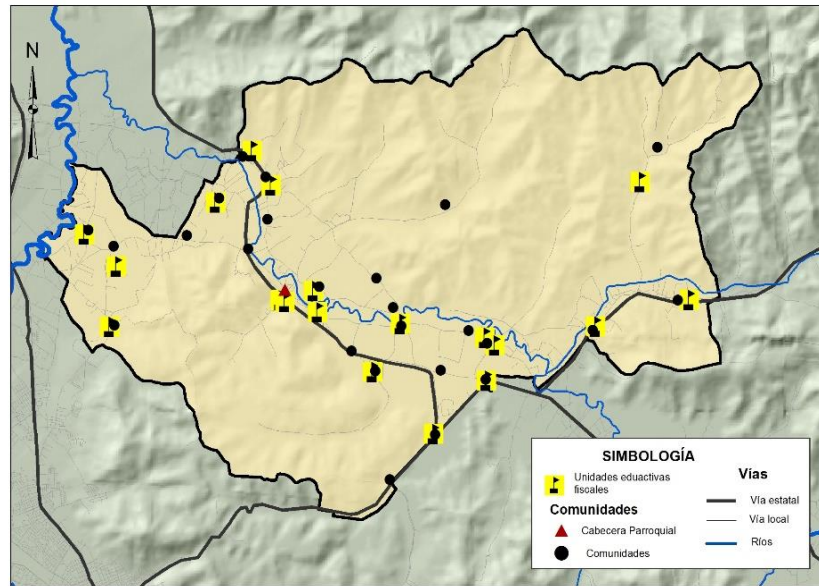 N
SIMBOLOGÍA
Unidades eduactivas
fiscales
Comunidades
Cabecera Parroquial
Comunidades
Vías
Vía estatal
Vía local
Ríos